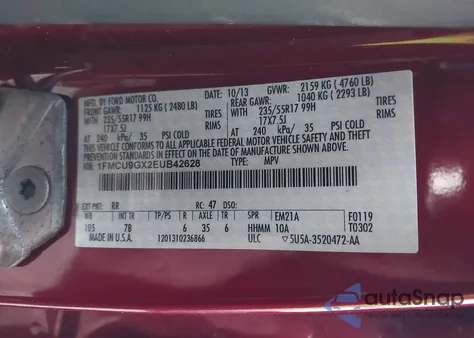 MFD. BY FORD MOTOR CO.
DATE: 10/13 GVWR: 2159 KG (4760 LB)
FRONT GAWR: 1125 KG (2480 LB) REAR GAWR: 1040 KG (2293 LB)
WITH 235/55R17 99H TIRES WITH 235/55R17 99H TIRES
17X7.5J RIMS 17X7.5J RIMS
AT 240 kPa/ 35 PSI COLD AT 240 kPa/ 35 PSI COLD
THIS VEHICLE CONFORMS TO ALL APPLICABLE FEDERAL MOTOR VEHICLE SAFETY
AND THEFT PREVENTION STANDARDS IN EFFECT ON THE DATE OF MANUFACTURE SHOWN ABOVE.
VIN: 1FMCU9GX2EUB42628
TYPE: MPV
EXT PNT: RR RC: 47 DSO:
WB INT TR TP/PS R AXLE TR SPR EM21A F0119
105 7B 6 35 6 HHMM 10A T0302
MADE IN U.S.A. 1201310236866 ULC 5U5A-3520472-AA
autoSnap